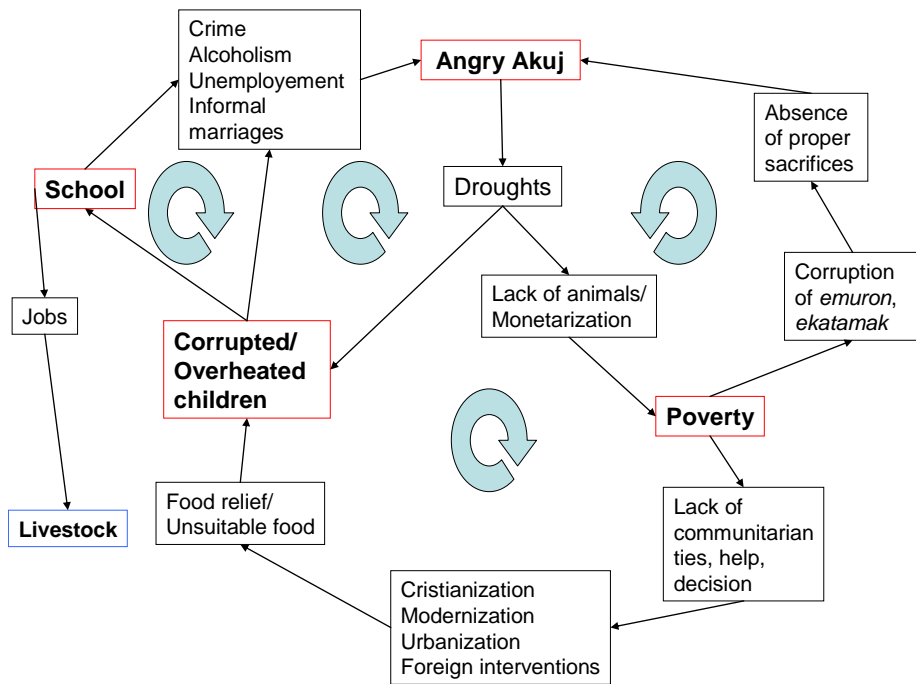 Crime
Alcoholism
Unemployement
Informal
marriages
Angry Akuj
Absence
of proper
sacrifices
School
Droughts
Jobs
Lack of animals/
Monetarization
Corruption
of emuron,
ekatamak
Corrupted/
Overheated
children
Poverty
Livestock
Food relief/
Unsuitable food
Lack of
communitarian
ties, help,
decision
Cristianization
Modernization
Urbanization
Foreign interventions